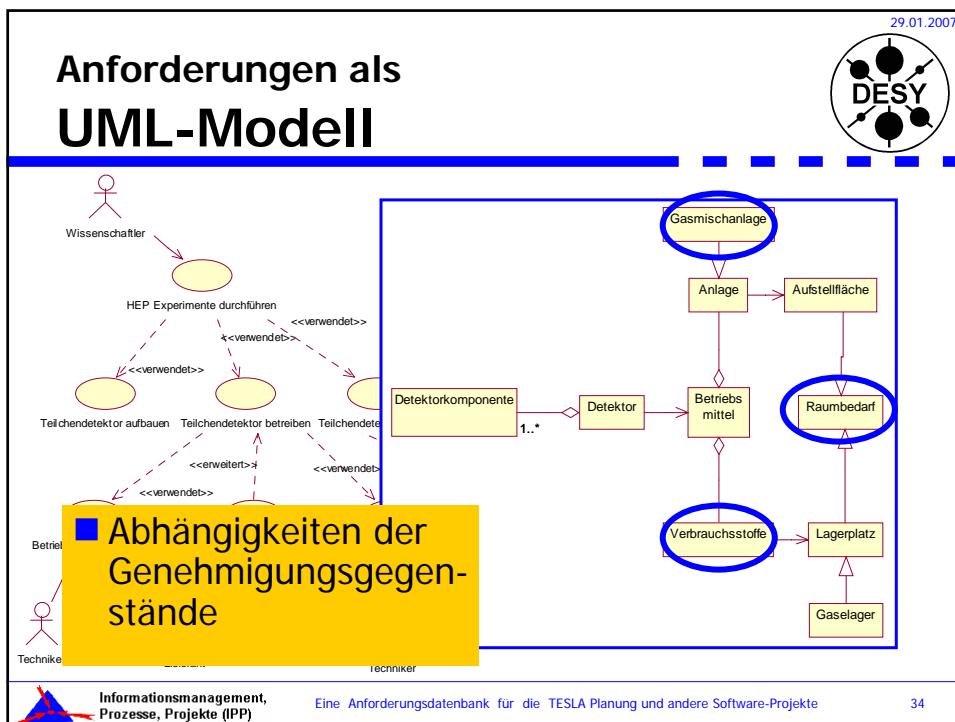 29.01.2007
Anforderungen als
UML-Modell
DESY
Wissenschaftler
HEP Experimente durchführen
<<verwendet>>
<<verwendet>>
<<verwendet>>
Teilchendetektor aufbauen
Teilchendetektor betreiben
<<erweitert>>
<<verwendet>>
<<verwendet>>
Techniker
Gasmischanlage
Anlage
Aufstellfläche
Detektorkomponente
1..*
Detektor
Betriebs
mittel
Raumbedarf
Verbrauchsstoffe
Lagerplatz
Gaselager
Abhängigkeiten der
Genehmigungsgegen-
stände
Informationsmanagement,
Prozesse, Projekte (IPP)
Eine Anforderungsdatenbank für die TESLA Planung und andere Software-Projekte
34